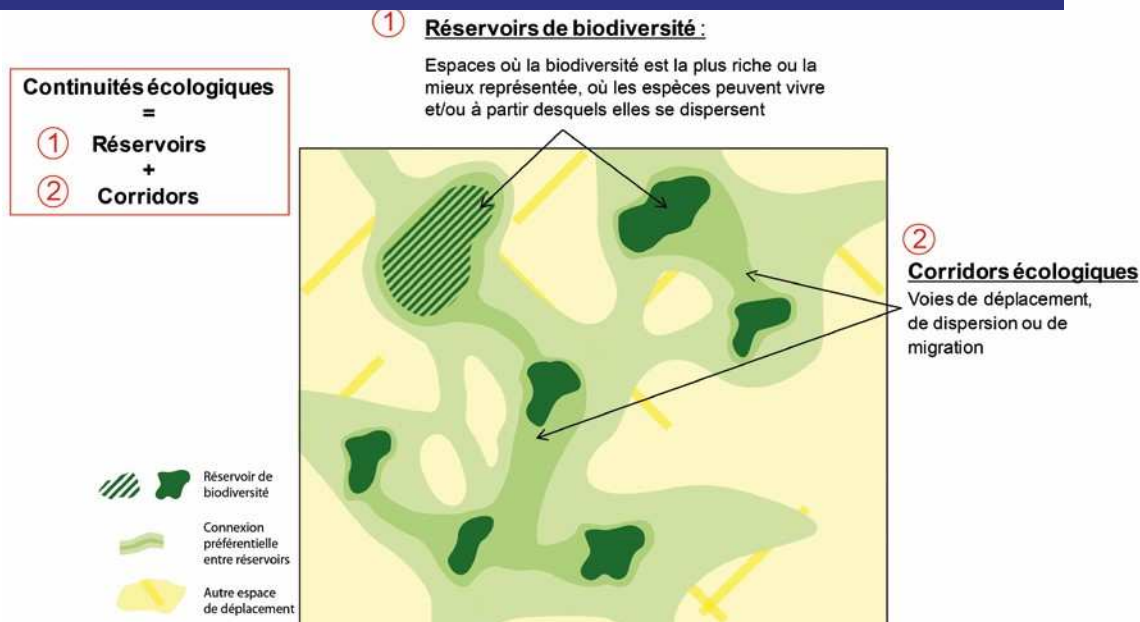 Continuités écologiques
=
① Réservoirs
+
② Corridors
① Réservoirs de biodiversité :
Espaces où la biodiversité est la plus riche ou la
mieux représentée, où les espèces peuvent vivre
et/ou à partir desquels elles se dispersent
②
Corridors écologiques
Voies de déplacement,
de dispersion ou de
migration
Réservoir de
biodiversité
Connexion
préférentielle
entre réservoirs
Autre espace
de déplacement